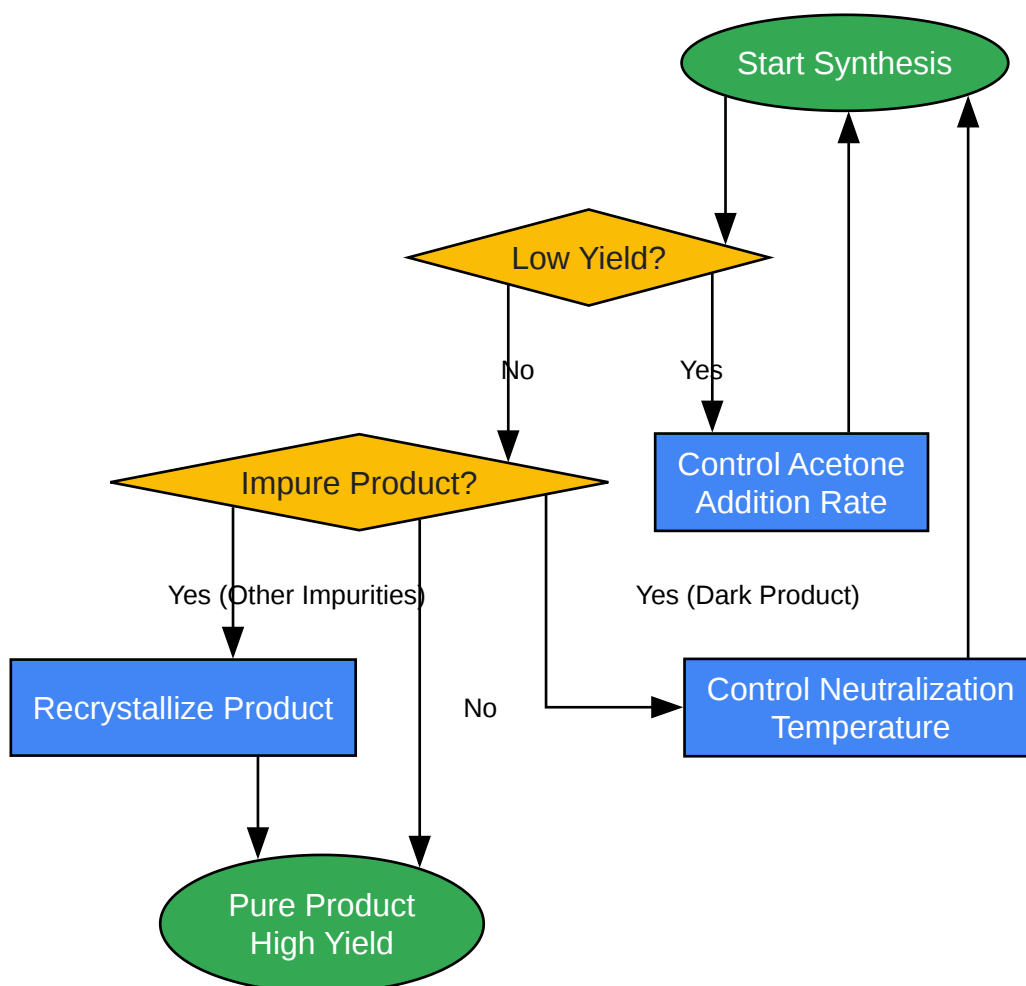 Start Synthesis
Low Yield?
No
Yes
Impure Product?
Control Acetone
Addition Rate
Yes (Other Impurities)
Yes (Dark Product)
Recrystallize Product
No
Control Neutralization
Temperature
Pure Product
High Yield